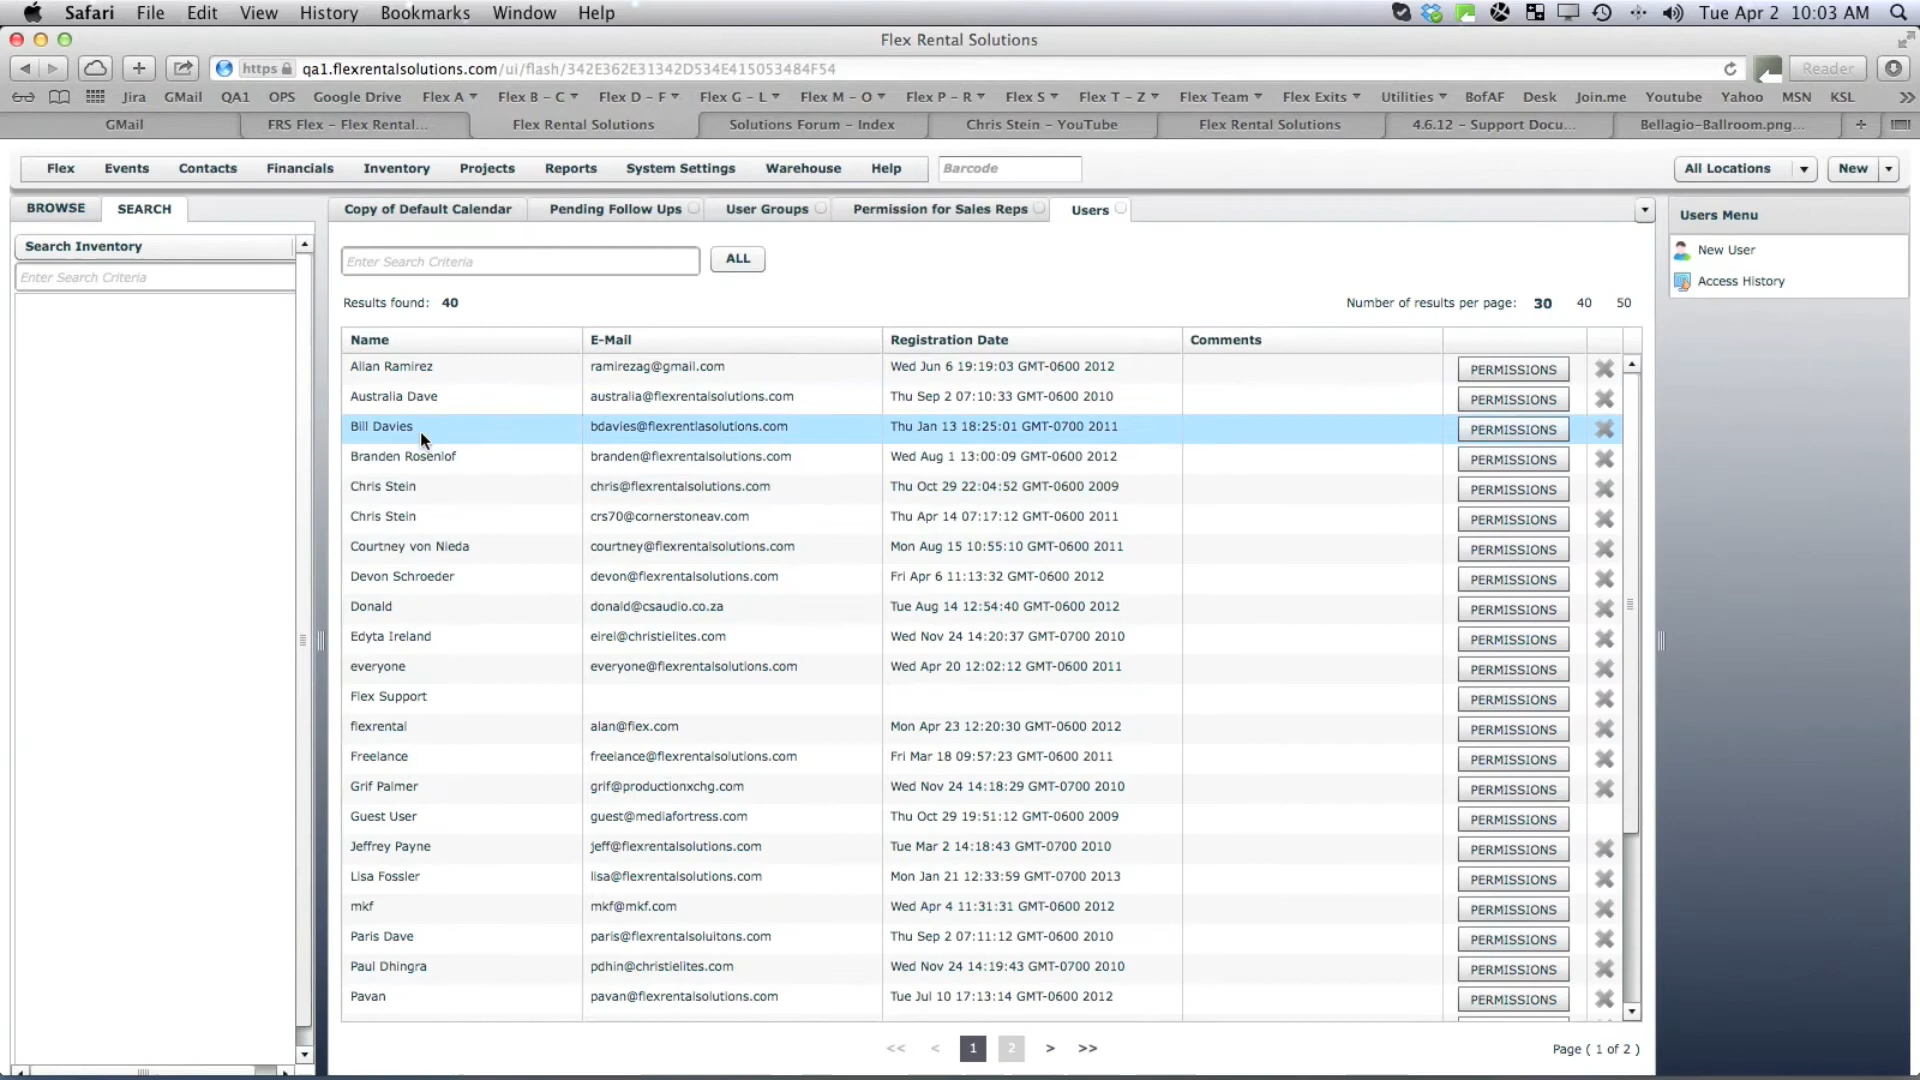 Safari File Edit View History Bookmarks Window Help Tue Apr 2 10:03 AM
Flex Rental Solutions
https qa1.flexrentalsolutions.com/ui/flash/342E362E31342D534E415053484F54 Reader
Jira GMail QA1 OPS Google Drive Flex A Flex B - C Flex D - F Flex G - L Flex M - O Flex P - R Flex S Flex T - Z Flex Team Flex Exits Utilities BofAF Desk Join.me Youtube Yahoo MSN KSL
GMail FRS Flex - Flex Rental... Flex Rental Solutions Solutions Forum - Index Chris Stein - YouTube Flex Rental Solutions 4.6.12 - Support Docu... Bellagio-Ballroom.png...
Flex Events Contacts Financials Inventory Projects Reports System Settings Warehouse Help Barcode All Locations New
BROWSE SEARCH Copy of Default Calendar Pending Follow Ups User Groups Permission for Sales Reps Users Users Menu
Search Inventory
Enter Search Criteria
Enter Search Criteria ALL
New User
Access History
Results found: 40 Number of results per page: 30 40 50
Name E-Mail Registration Date Comments
Allan Ramirez ramirezag@gmail.com Wed Jun 6 19:19:03 GMT-0600 2012 PERMISSIONS
Australia Dave australia@flexrentalsolutions.com Thu Sep 2 07:10:33 GMT-0600 2010 PERMISSIONS
Bill Davies bdavies@flexrentlasolutions.com Thu Jan 13 18:25:01 GMT-0700 2011 PERMISSIONS
Branden Rosenlof branden@flexrentalsolutions.com Wed Aug 1 13:00:09 GMT-0600 2012 PERMISSIONS
Chris Stein chris@flexrentalsolutions.com Thu Oct 29 22:04:52 GMT-0600 2009 PERMISSIONS
Chris Stein crs70@cornerstoneav.com Thu Apr 14 07:17:12 GMT-0600 2011 PERMISSIONS
Courtney von Nieda courtney@flexrentalsolutions.com Mon Aug 15 10:55:10 GMT-0600 2011 PERMISSIONS
Devon Schroeder devon@flexrentalsolutions.com Fri Apr 6 11:13:32 GMT-0600 2012 PERMISSIONS
Donald donald@csaudio.co.za Tue Aug 14 12:54:40 GMT-0600 2012 PERMISSIONS
Edyta Ireland eirel@christielites.com Wed Nov 24 14:20:37 GMT-0700 2010 PERMISSIONS
everyone everyone@flexrentalsolutions.com Wed Apr 20 12:02:12 GMT-0600 2011 PERMISSIONS
Flex Support PERMISSIONS
flexrental alan@flex.com Mon Apr 23 12:20:30 GMT-0600 2012 PERMISSIONS
Freelance freelance@flexrentalsolutions.com Fri Mar 18 09:57:23 GMT-0600 2011 PERMISSIONS
Grif Palmer grif@productionxchg.com Wed Nov 24 14:18:29 GMT-0700 2010 PERMISSIONS
Guest User guest@mediafortress.com Thu Oct 29 19:51:12 GMT-0600 2009 PERMISSIONS
Jeffrey Payne jeff@flexrentalsolutions.com Tue Mar 2 14:18:43 GMT-0700 2010 PERMISSIONS
Lisa Fossler lisa@flexrentalsolutions.com Mon Jan 21 12:33:59 GMT-0700 2013 PERMISSIONS
mkf mkf@mkf.com Wed Apr 4 11:31:31 GMT-0600 2012 PERMISSIONS
Paris Dave paris@flexrentalsoluitons.com Thu Sep 2 07:11:12 GMT-0600 2010 PERMISSIONS
Paul Dhingra pdhin@christielites.com Wed Nov 24 14:19:43 GMT-0700 2010 PERMISSIONS
Pavan pavan@flexrentalsolutions.com Tue Jul 10 17:13:14 GMT-0600 2012 PERMISSIONS
<< < 1 2 > >> Page ( 1 of 2 )